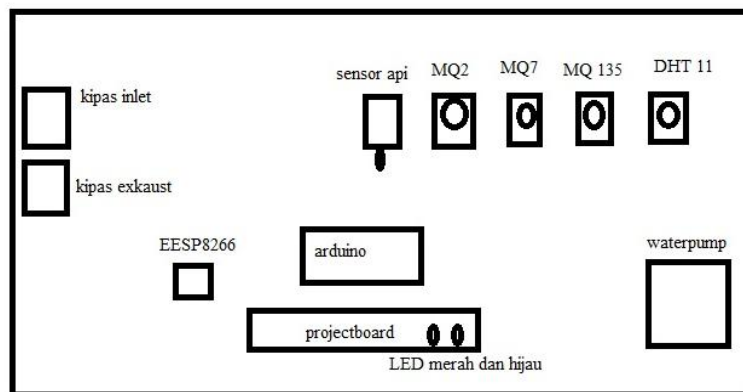 kipas inlet
sensor api
MQ2
MQ7
MQ 135
DHT 11
kipas exkaust
EESP8266
arduino
waterpump
projectboard
LED merah dan hijau